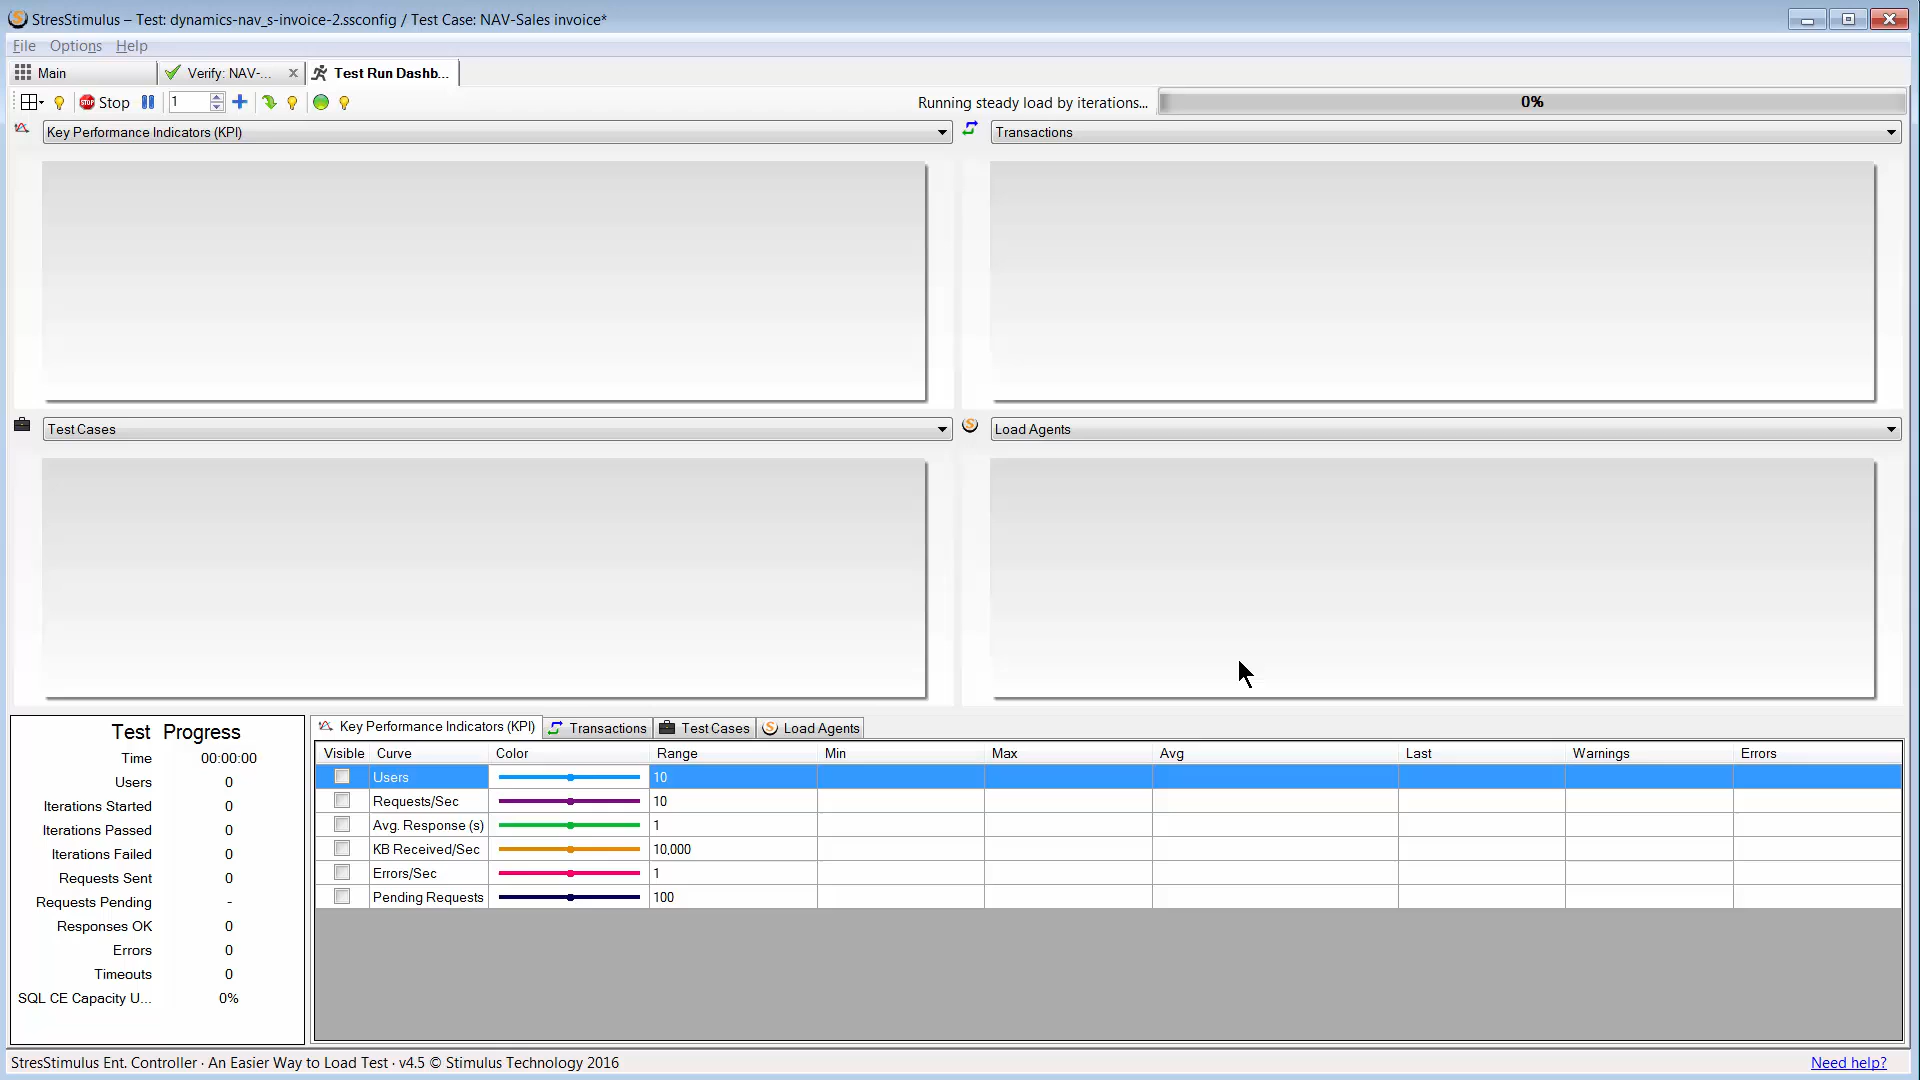 StresStimulus – Test: dynamics-nav_s-invoice-2.ssconfig / Test Case: NAV-Sales invoice*
File Options Help
Main Verify: NAV-... Test Run Dashb...
Stop 1 Running steady load by iterations... 0%
Key Performance Indicators (KPI) Transactions
Test Cases Load Agents
Test Progress
Time 00:00:00
Users 0
Iterations Started 0
Iterations Passed 0
Iterations Failed 0
Requests Sent 0
Requests Pending -
Responses OK 0
Errors 0
Timeouts 0
SQL CE Capacity U... 0%
Key Performance Indicators (KPI) Transactions Test Cases Load Agents
Visible Curve Color Range Min Max Avg Last Warnings Errors
Users 10
Requests/Sec 10
Avg. Response (s) 1
KB Received/Sec 10,000
Errors/Sec 1
Pending Requests 100
StresStimulus Ent. Controller · An Easier Way to Load Test · v4.5 © Stimulus Technology 2016 Need help?